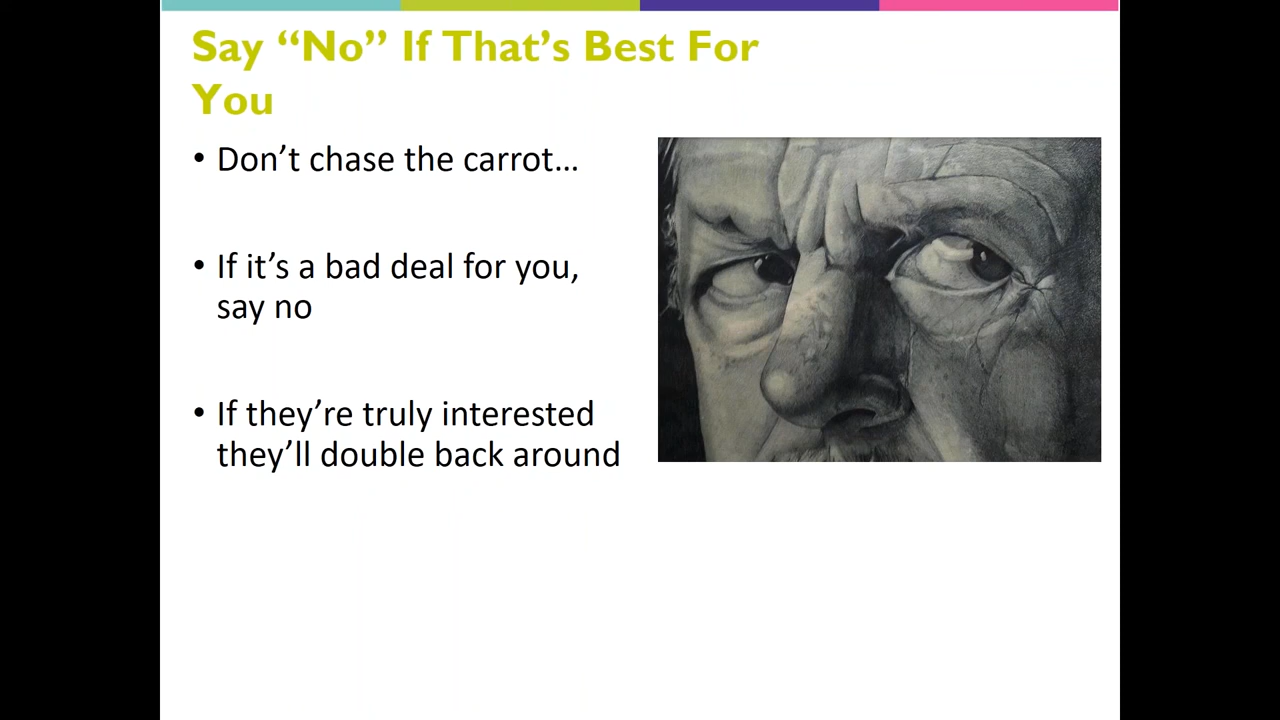 Say “No” If That’s Best For
You
• Don’t chase the carrot…
• If it’s a bad deal for you,
say no
• If they’re truly interested
they’ll double back around